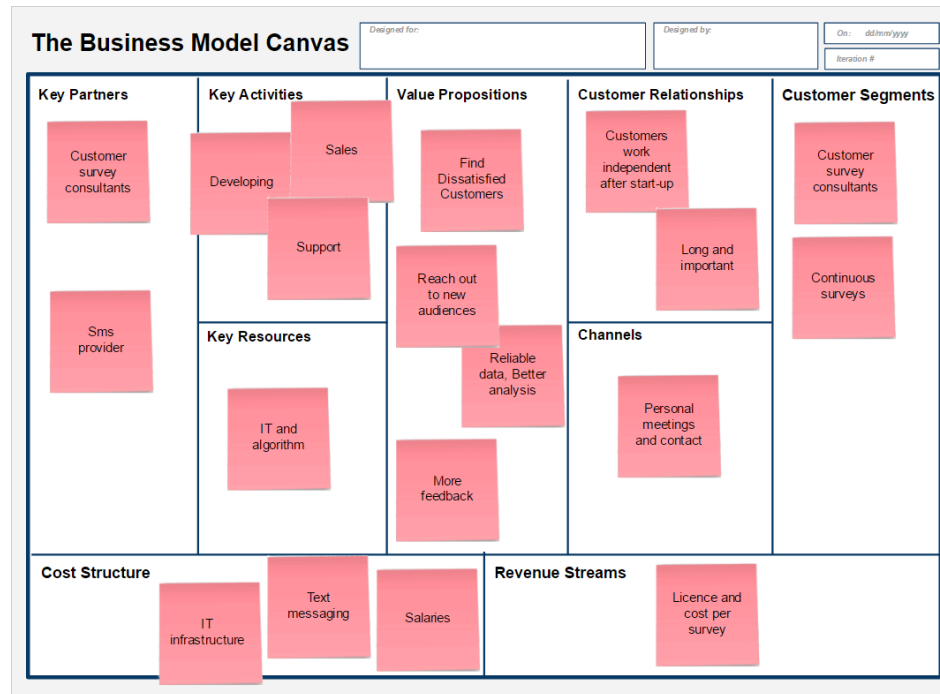 The Business Model Canvas
Designed for:
Designed by:
On: dd/mm/yyyy
Iteration #
Key Partners
Customer
survey
consultants
Sms
provider
Key Activities
Developing
Sales
Support
Key Resources
IT and
algorithm
Value Propositions
Find
Dissatisfied
Customers
Reach out
to new
audiences
Reliable
data, Better
analysis
More
feedback
Customer Relationships
Customers
work
independent
after start-up
Long and
important
Channels
Personal
meetings
and contact
Customer Segments
Customer
survey
consultants
Continuous
surveys
Cost Structure
IT
infrastructure
Text
messaging
Salaries
Revenue Streams
Licence and
cost per
survey